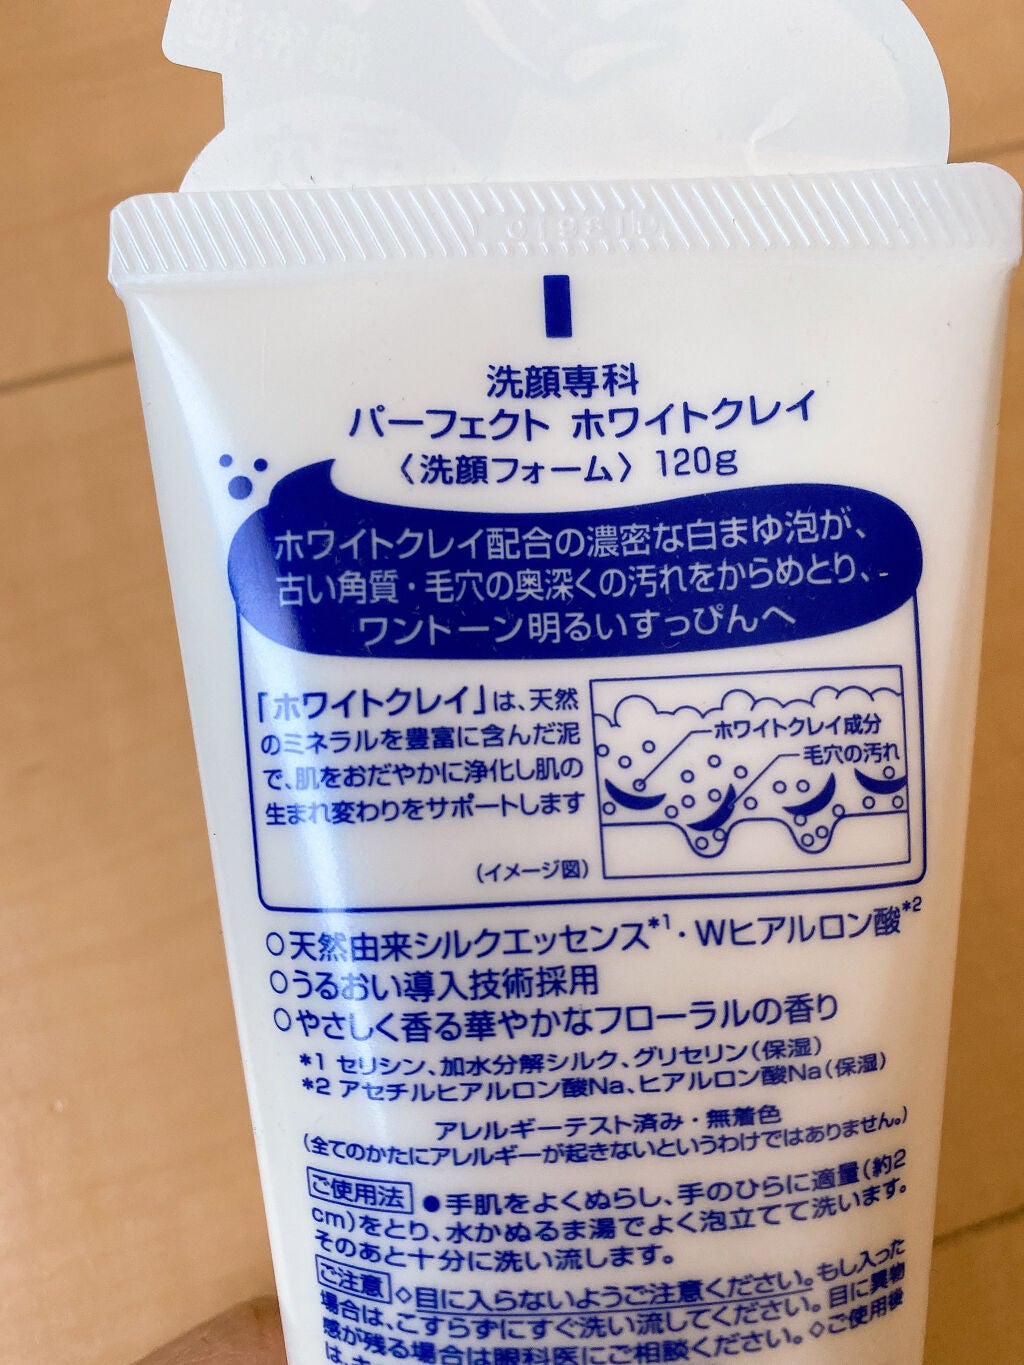 洗顔専科
パーフェクト ホワイトクレイ
〈洗顔フォーム〉 120g
ホワイトクレイ配合の濃密な白まゆ泡が、
古い角質・毛穴の奥深くの汚れをからめとり、
ワントーン明るいすっぴんへ
「ホワイトクレイ」は、天然
のミネラルを豊富に含んだ泥
で、肌をおだやかに浄化し肌の
生まれ変わりをサポートします
ホワイトクレイ成分
毛穴の汚れ
(イメージ図)
○天然由来シルクエッセンス*1・Wヒアルロン酸*2
○うるおい導入技術採用
○やさしく香る華やかなフローラルの香り
*1 セリシン、加水分解シルク、グリセリン(保湿)
*2 アセチルヒアルロン酸Na、ヒアルロン酸Na(保湿)
アレルギーテスト済み・無着色
(全てのかたにアレルギーが起きないというわけではありません。)
ご使用法 ●手肌をよくぬらし、手のひらに適量(約2
cm)をとり、水かぬるま湯でよく泡立てて洗います。
そのあと十分に洗い流します。
ご注意 ◇目に入らないようご注意ください。もし入った
場合は、こすらずにすぐ洗い流してください。目に異物
感が残る場合は眼科医にご相談ください。◇ご使用後
は、